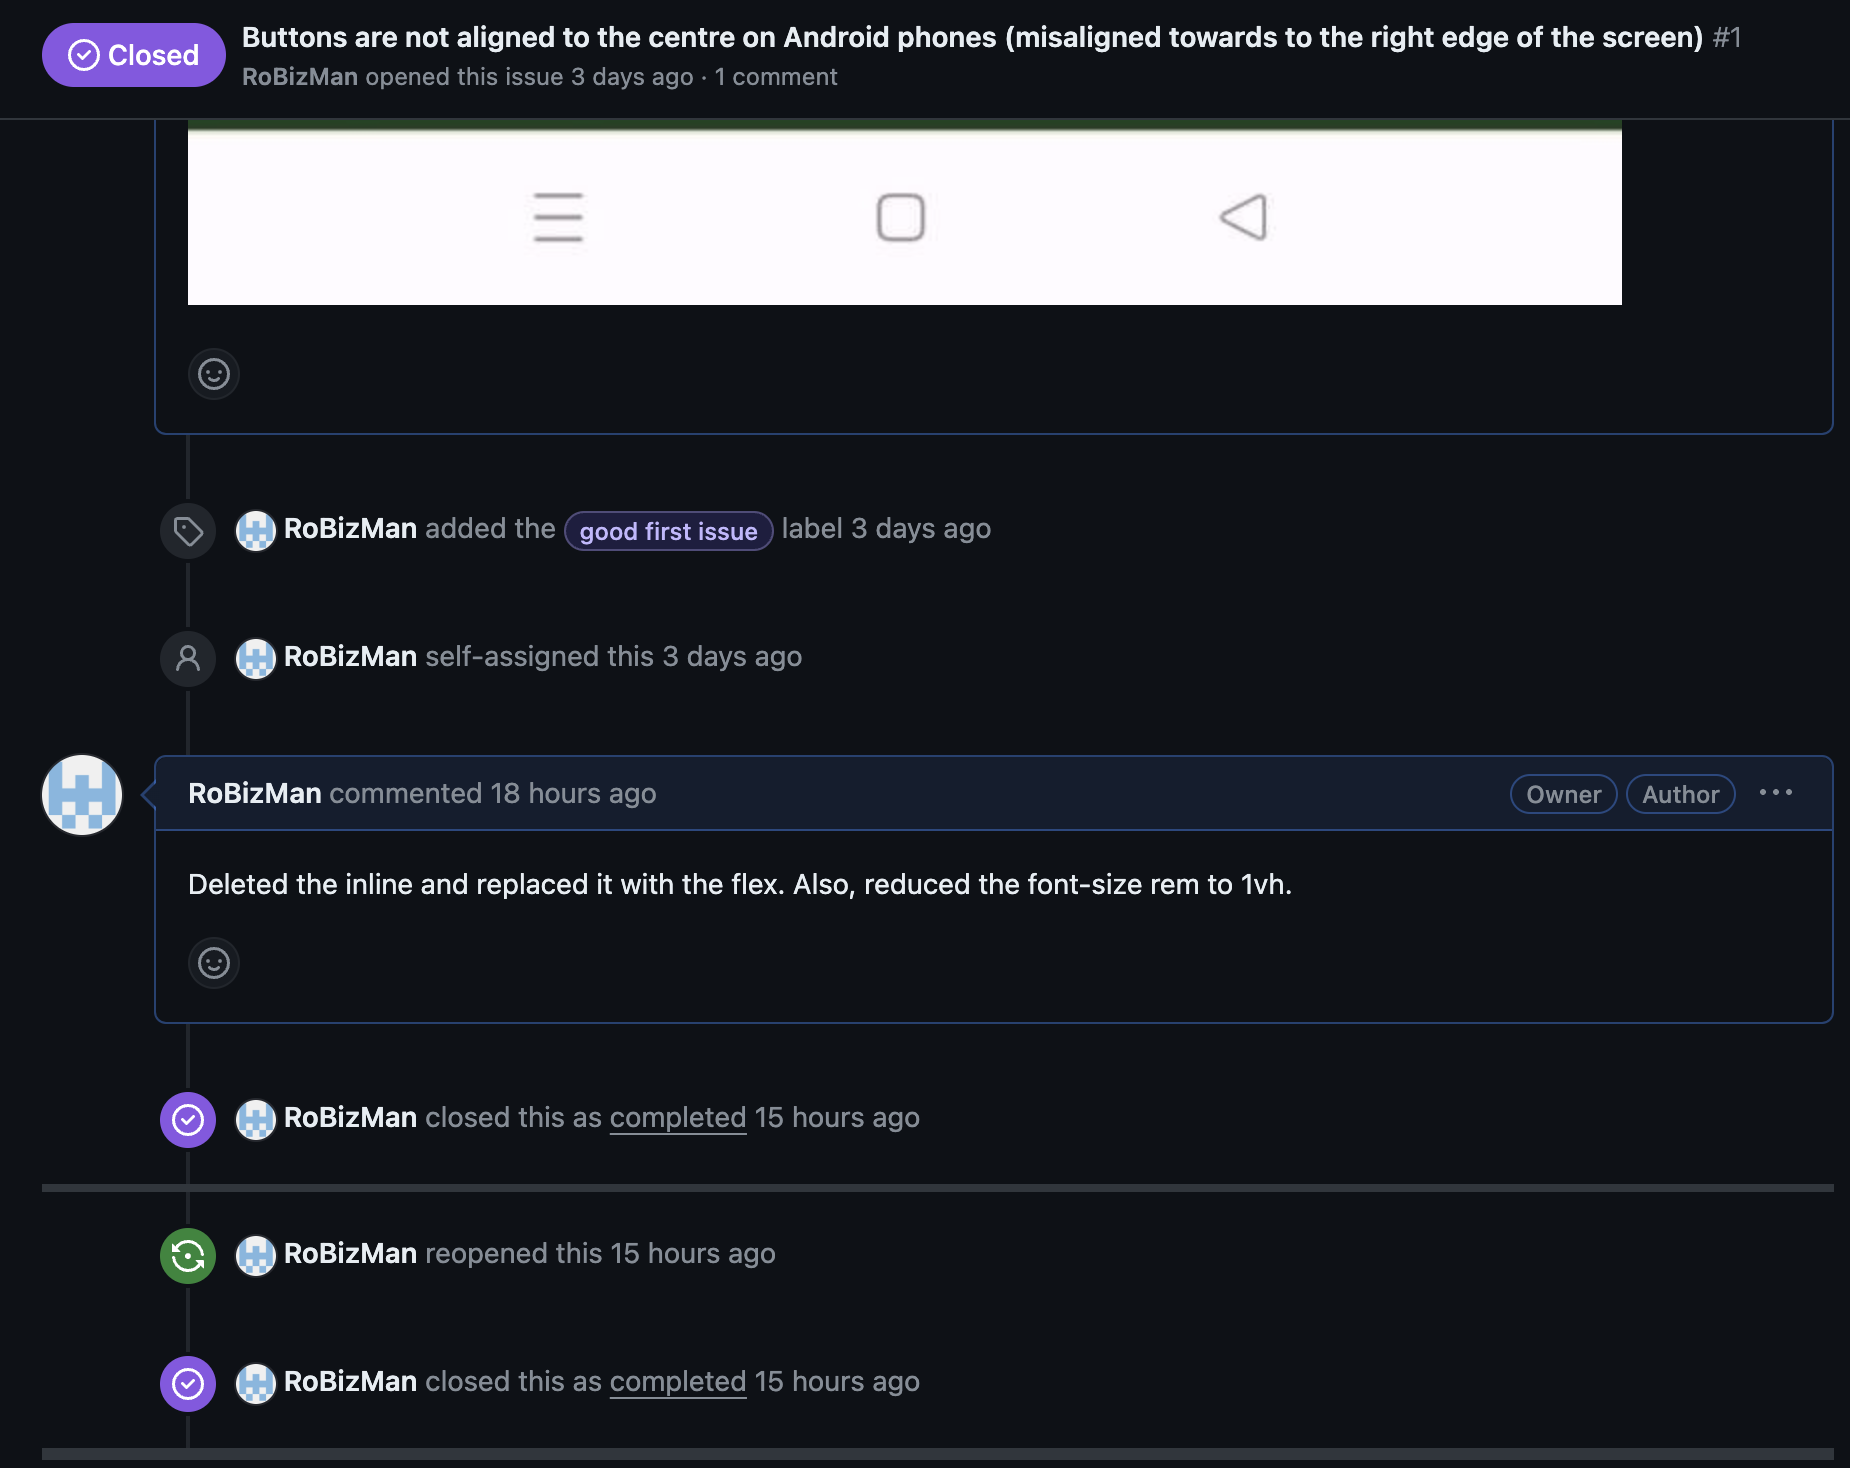 Closed
Buttons are not aligned to the centre on Android phones (misaligned towards to the right edge of the screen) #1
RoBizMan opened this issue 3 days ago · 1 comment
RoBizMan added the good first issue label 3 days ago
RoBizMan self-assigned this 3 days ago
RoBizMan commented 18 hours ago Owner Author
Deleted the inline and replaced it with the flex. Also, reduced the font-size rem to 1vh.
RoBizMan closed this as completed 15 hours ago
RoBizMan reopened this 15 hours ago
RoBizMan closed this as completed 15 hours ago